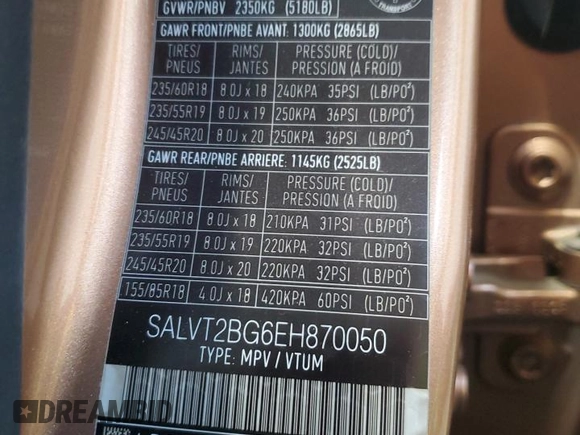 GVWR/PNBV 2350KG (5180LB)
TRANSPORT
GAWR FRONT/PNBE AVANT: 1300KG (2865LB)
TIRES/ RIMS/ PRESSURE (COLD)/
PNEUS JANTES PRESSION (A FROID)
235/60R18 8.0J x 18 240KPA 35PSI (LB/PO²)
235/55R19 8.0J x 19 250KPA 36PSI (LB/PO²)
245/45R20 8.0J x 20 250KPA 36PSI (LB/PO²)
GAWR REAR/PNBE ARRIERE: 1145KG (2525LB)
TIRES/ RIMS/ PRESSURE (COLD)/
PNEUS JANTES PRESSION (A FROID)
235/60R18 8.0J x 18 210KPA 31PSI (LB/PO²)
235/55R19 8.0J x 19 220KPA 32PSI (LB/PO²)
245/45R20 8.0J x 20 220KPA 32PSI (LB/PO²)
155/85R18 4.0J x 18 420KPA 60PSI (LB/PO²)
SALVT2BG6EH870050
TYPE: MPV / VTUM
DREAMBID